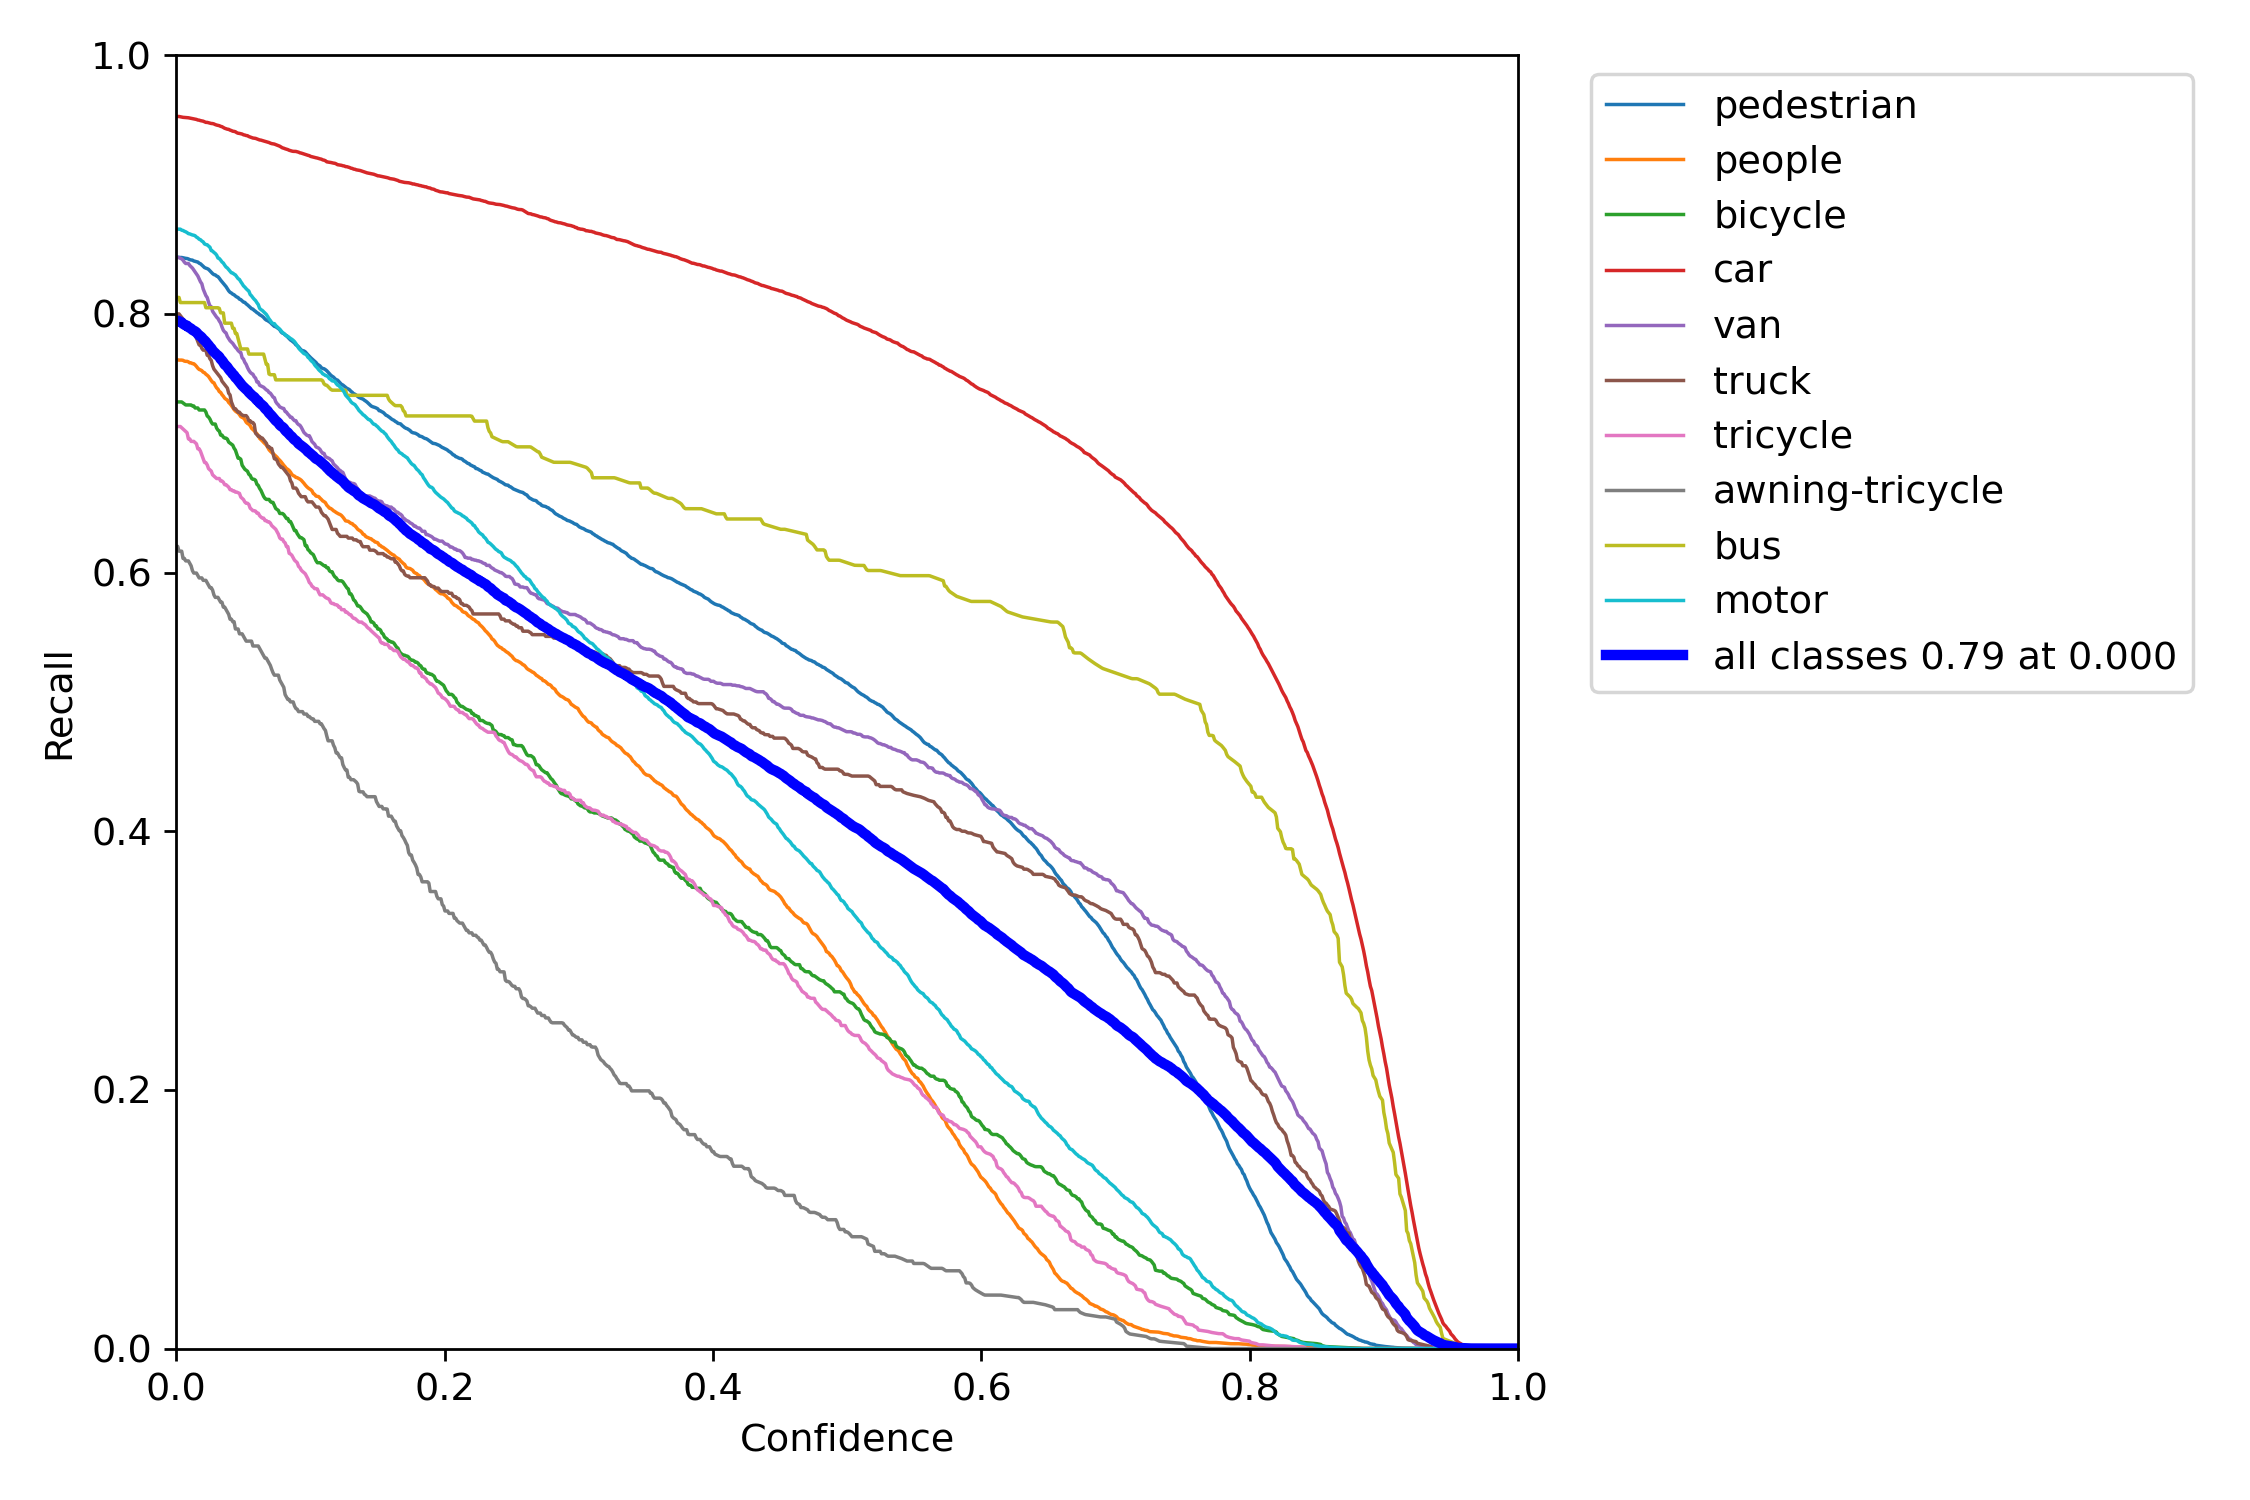 1.0
0.8
0.6
0.4
0.2
0.0
Recall
0.0 0.2 0.4 0.6 0.8 1.0
Confidence
pedestrian
people
bicycle
car
van
truck
tricycle
awning-tricycle
bus
motor
all classes 0.79 at 0.000